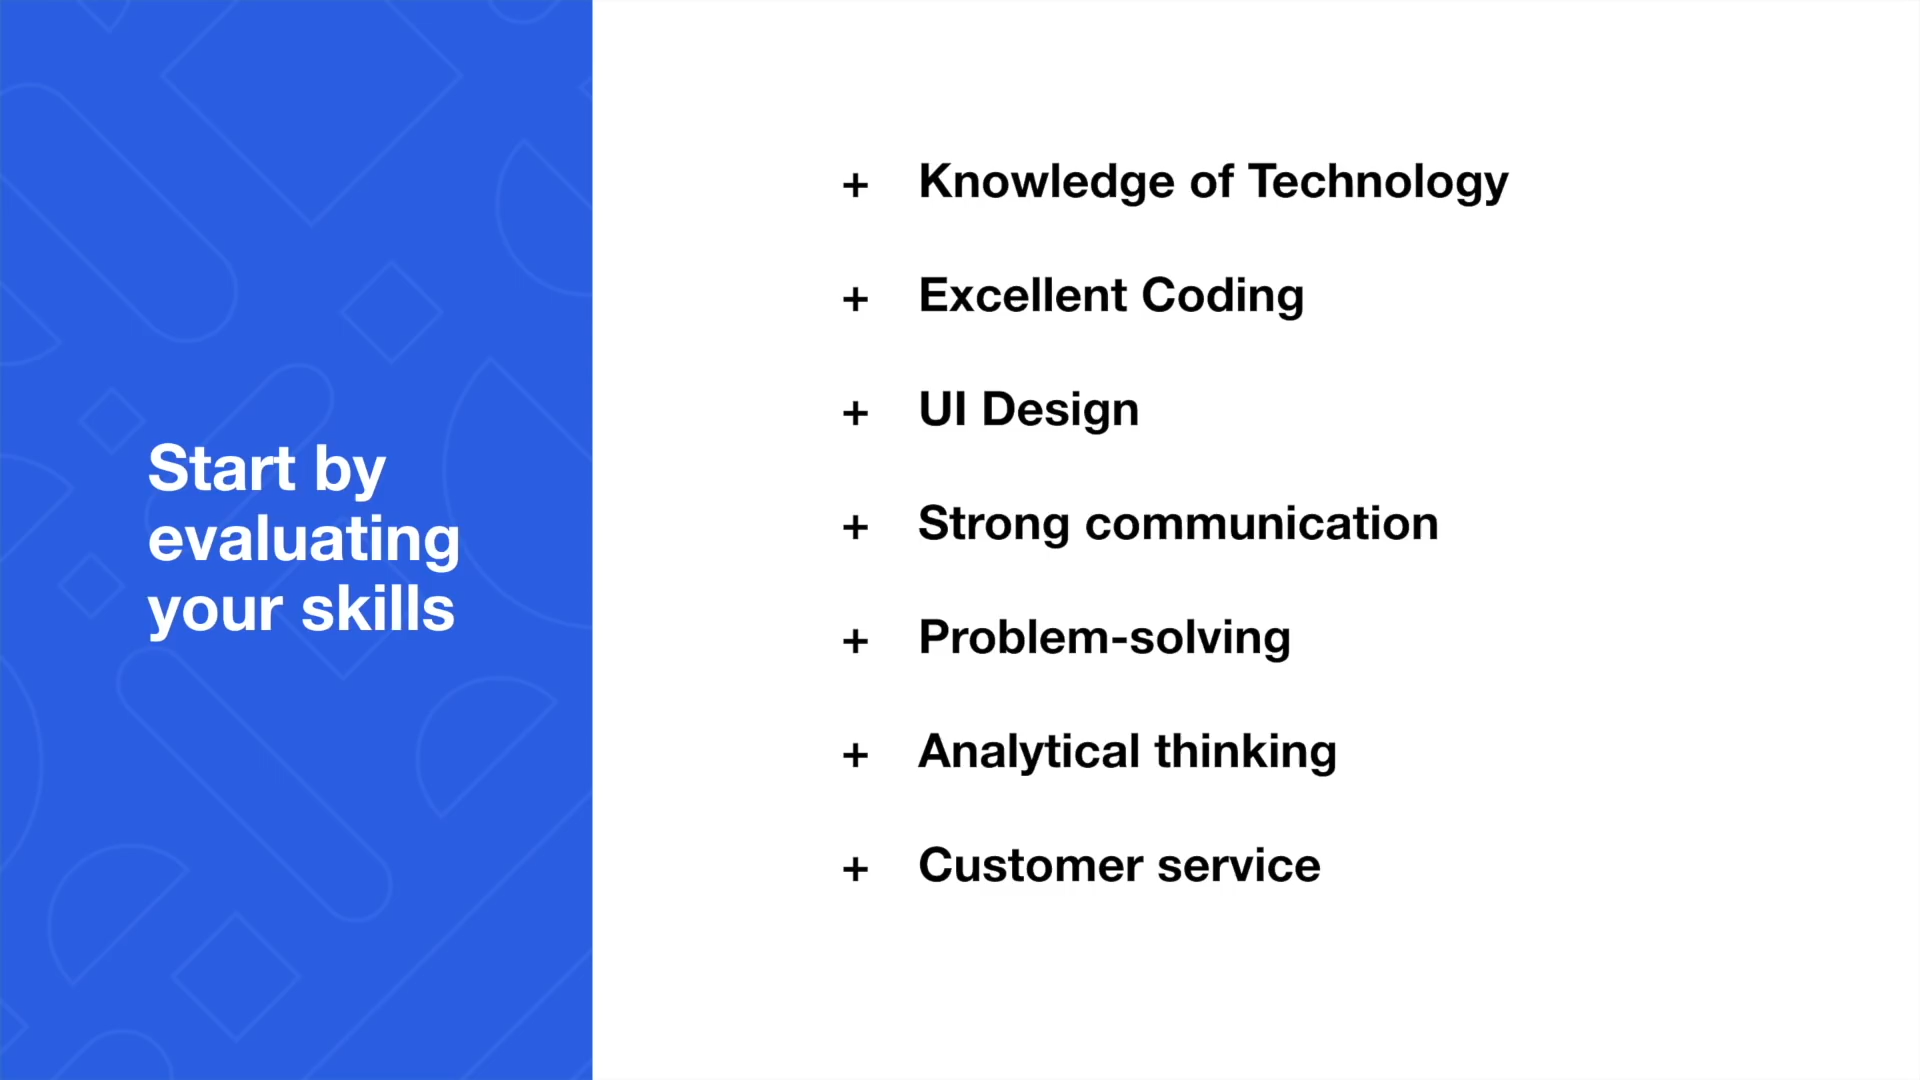 Start by
evaluating
your skills
+ Knowledge of Technology
+ Excellent Coding
+ UI Design
+ Strong communication
+ Problem-solving
+ Analytical thinking
+ Customer service